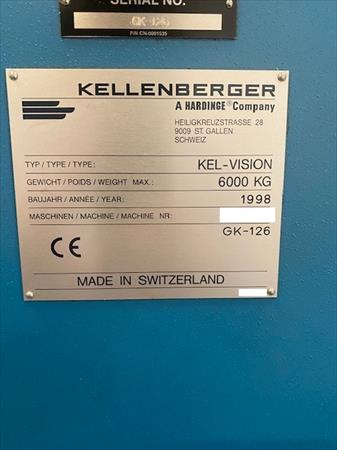 SERIAL NO.
GK-126
P/N CN-0001535
KELLENBERGER
A HARDINGE® Company
HEILIGKREUZSTRASSE 28
9009 ST. GALLEN
SCHWEIZ
TYP / TYPE / TYPE: KEL-VISION
GEWICHT / POIDS / WEIGHT MAX.: 6000 KG
BAUJAHR / ANNÉE / YEAR: 1998
MASCHINEN / MACHINE / MACHINE NR:
GK-126
CE
MADE IN SWITZERLAND